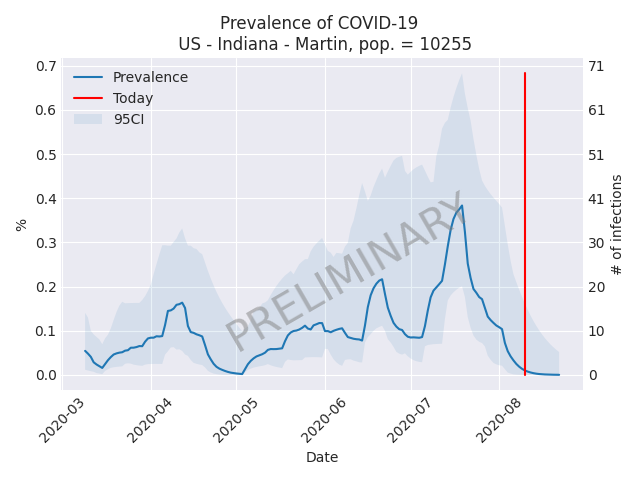 Prevalence of COVID-19
US - Indiana - Martin, pop. = 10255
Prevalence
Today
95CI
PRELIMINARY
%
0.7
0.6
0.5
0.4
0.3
0.2
0.1
0.0
71
61
51
41
30
20
10
0
# of infections
2020-03
2020-04
2020-05
2020-06
2020-07
2020-08
Date